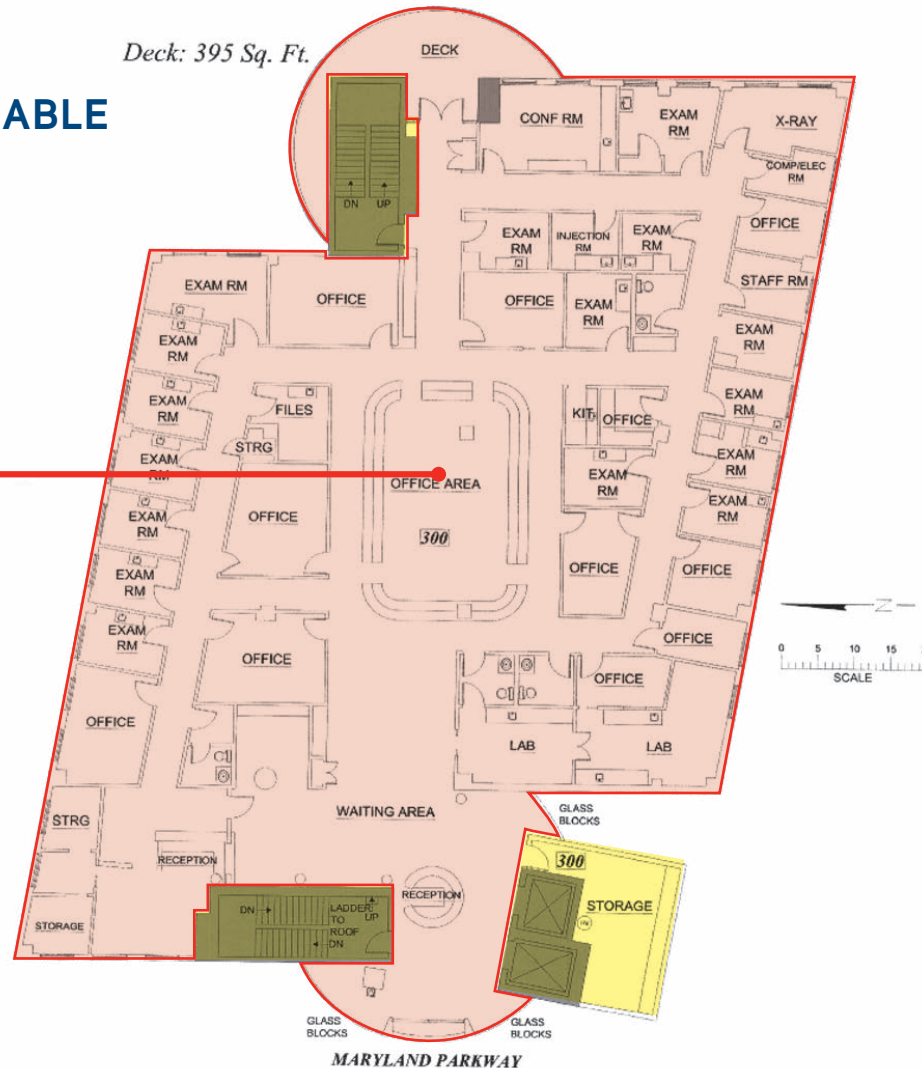 Deck: 395 Sq. Ft.
DECK
ABLE
CONF RM
EXAM
RM
X-RAY
COMP/ELEC
RM
DN
UP
OFFICE
EXAM
RM
INJECTION
RM
EXAM
RM
STAFF RM
EXAM RM
OFFICE
OFFICE
EXAM
RM
EXAM
RM
EXAM
RM
EXAM
RM
FILES
KIT
OFFICE
EXAM
RM
STRG
EXAM
RM
OFFICE AREA
EXAM
RM
EXAM
RM
EXAM
RM
OFFICE
EXAM
RM
300
EXAM
RM
OFFICE
OFFICE
EXAM
RM
OFFICE
Z
0 5 10 15
SCALE
OFFICE
OFFICE
OFFICE
LAB
LAB
WAITING AREA
GLASS
BLOCKS
STRG
RECEPTION
300
STORAGE
RECEPTION
STORAGE
DN
LADDER
TO
ROOF
UP
DN
GLASS
BLOCKS
GLASS
BLOCKS
MARYLAND PARKWAY